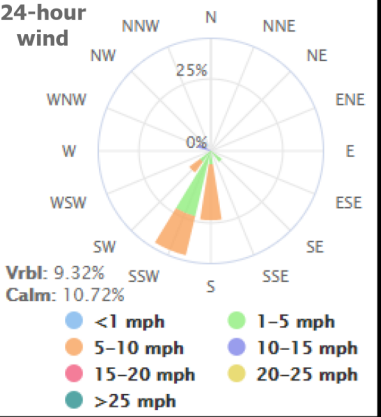 24-hour
wind
N
NNW
NNE
NW
NE
25%
WNW
ENE
0%
W
E
WSW
ESE
SW
SE
SSW
SSE
S
Vrbl: 9.32%
Calm: 10.72%
<1 mph
1–5 mph
5–10 mph
10–15 mph
15–20 mph
20–25 mph
>25 mph